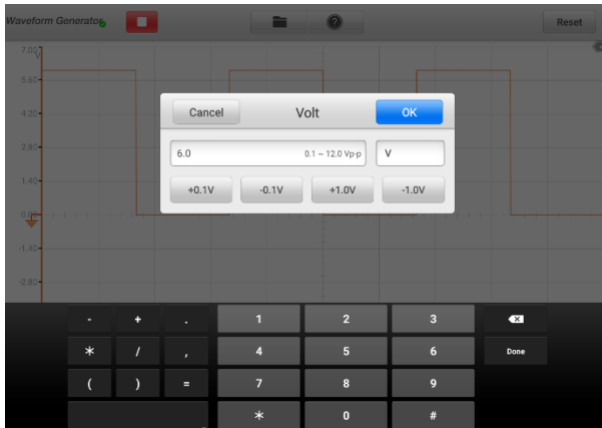 Waveform Generator
Reset
7.00
V
5.60
4.20
2.80
1.40
0.00
-1.40
-2.80
Cancel Volt OK
6.0 0.1 ~ 12.0 Vp-p V
+0.1V -0.1V +1.0V -1.0V
- + . 1 2 3
* / , 4 5 6 Done
( ) = 7 8 9
* 0 #